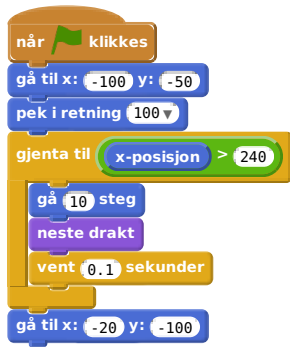 når klikkes
gå til x: -100 y: -50
pek i retning 100▼
gjenta til x-posisjon > 240
gå 10 steg
neste drakt
vent 0.1 sekunder
gå til x: -20 y: -100